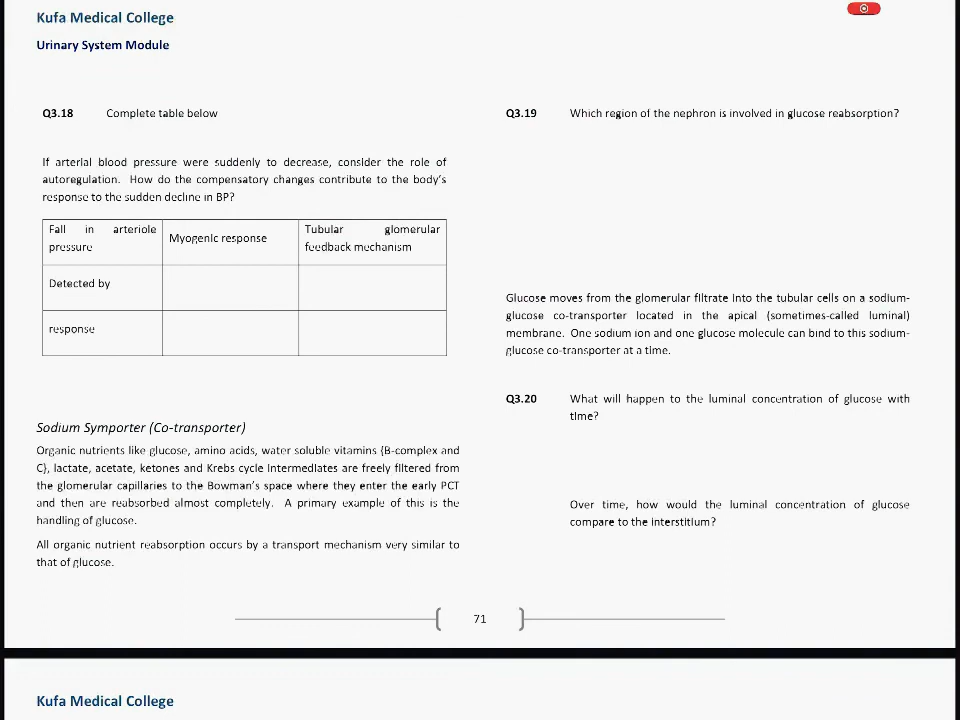 Kufa Medical College
Urinary System Module
Q3.18 Complete table below
If arterial blood pressure were suddenly to decrease, consider the role of
autoregulation. How do the compensatory changes contribute to the body's
response to the sudden decline in BP?
Fall in arteriole
pressure
Myogenic response
Tubular glomerular
feedback mechanism
Detected by
response
Sodium Symporter (Co-transporter)
Organic nutrients like glucose, amino acids, water soluble vitamins (B-complex and
C), lactate, acetate, ketones and Krebs cycle intermediates are freely filtered from
the glomerular capillaries to the Bowman's space where they enter the early PCT
and then are reabsorbed almost completely. A primary example of this is the
handling of glucose.
All organic nutrient reabsorption occurs by a transport mechanism very similar to
that of glucose.
Q3.19 Which region of the nephron is involved in glucose reabsorption?
Glucose moves from the glomerular filtrate into the tubular cells on a sodium-
glucose co-transporter located in the apical (sometimes-called luminal)
membrane. One sodium ion and one glucose molecule can bind to this sodium-
glucose co-transporter at a time.
Q3.20 What will happen to the luminal concentration of glucose with
time?
Over time, how would the luminal concentration of glucose
compare to the interstitium?
71
Kufa Medical College